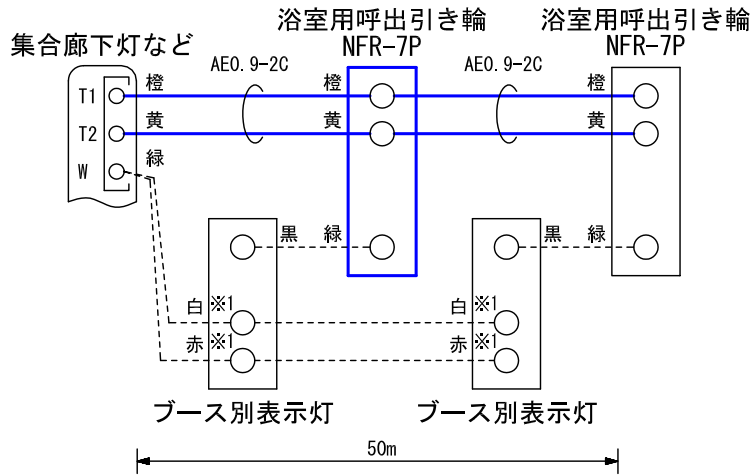 浴室用呼出引き輪
NFR-7P
浴室用呼出引き輪
NFR-7P
集合廊下灯など
AE0.9-2C
AE0.9-2C
T1 橙 橙 橙
T2 黄 黄 黄
W 緑
黒 緑
黒 緑
白※1
白※1
赤※1
赤※1
ブース別表示灯
ブース別表示灯
50m